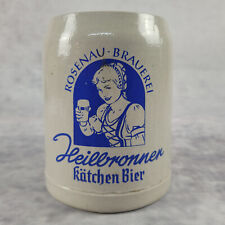 ROSENAU-BRAUEREI
Heilbronner
kätchen Bier